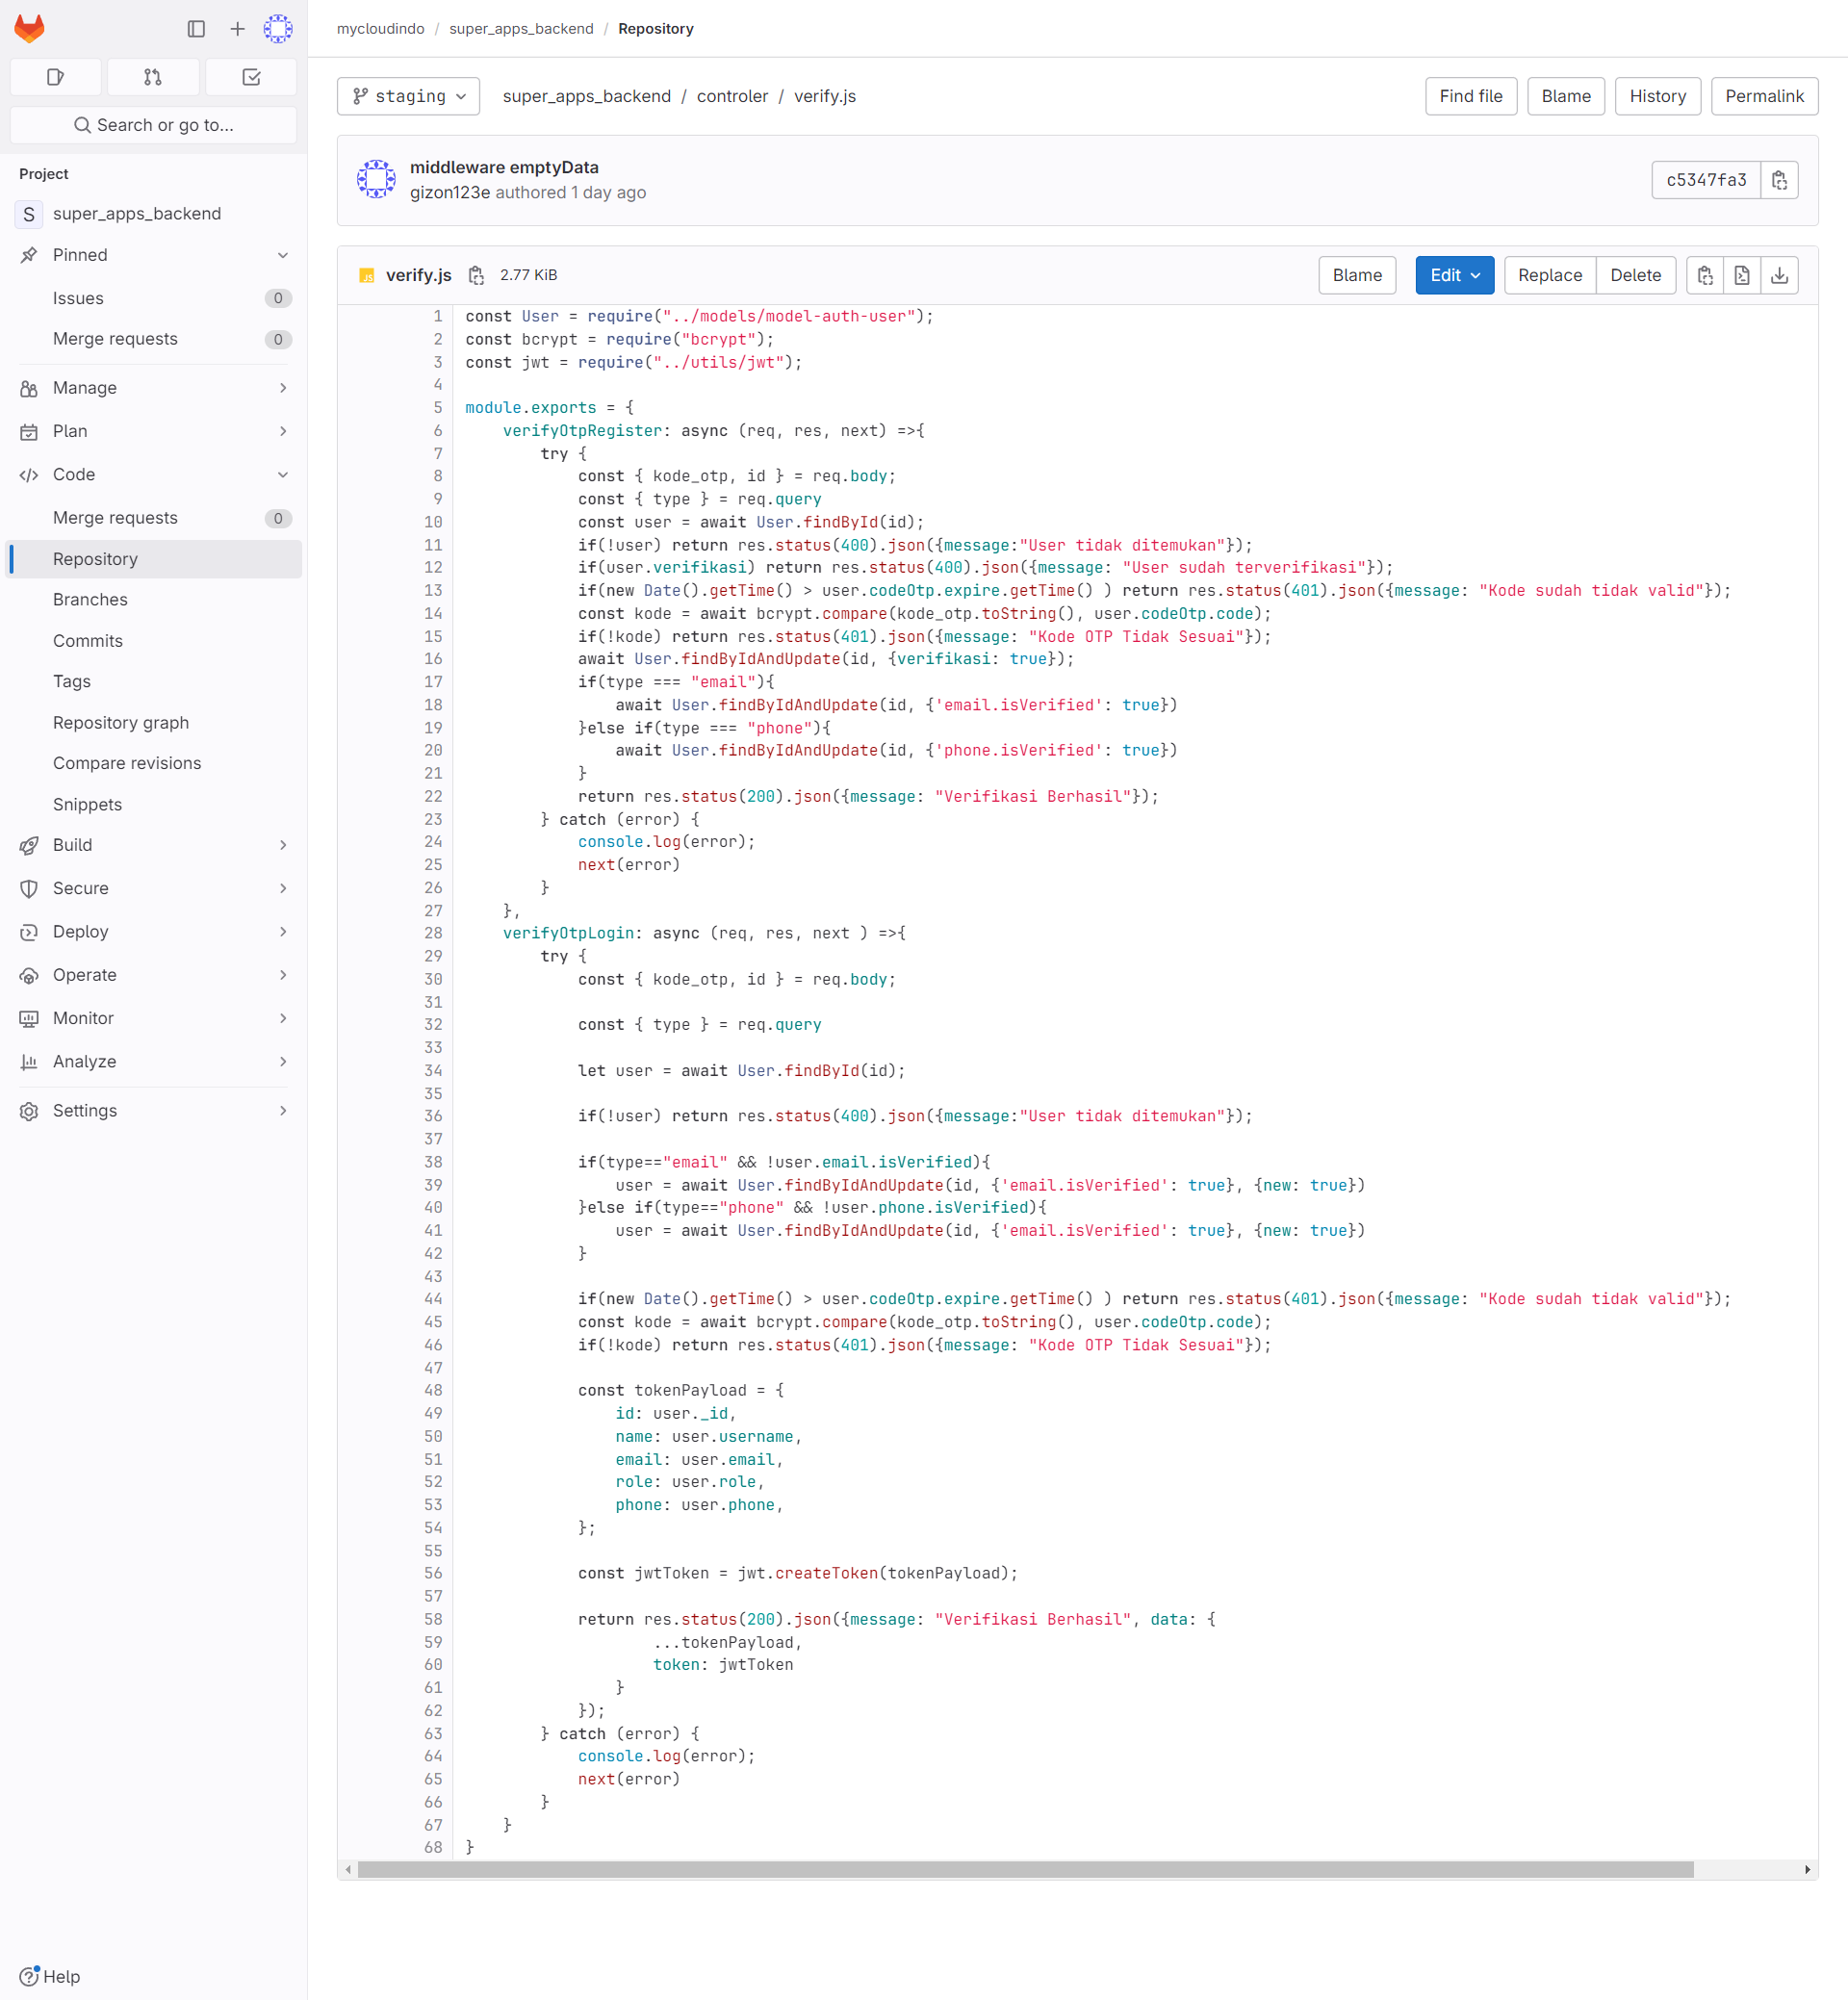 mycloudindo / super_apps_backend / Repository
Search or go to...
Project
S super_apps_backend
Pinned
Issues 0
Merge requests 0
Manage
Plan
Code
Merge requests 0
Repository
Branches
Commits
Tags
Repository graph
Compare revisions
Snippets
Build
Secure
Deploy
Operate
Monitor
Analyze
Settings
Help
staging super_apps_backend / controler / verify.js Find file Blame History Permalink
middleware emptyData
gizon123e authored 1 day ago
c5347fa3
JS verify.js 2.77 KiB Blame Edit Replace Delete
1 const User = require("../models/model-auth-user");
2 const bcrypt = require("bcrypt");
3 const jwt = require("../utils/jwt");
4
5 module.exports = {
6     verifyOtpRegister: async (req, res, next) =>{
7         try {
8             const { kode_otp, id } = req.body;
9             const { type } = req.query
10             const user = await User.findById(id);
11             if(!user) return res.status(400).json({message:"User tidak ditemukan"});
12             if(user.verifikasi) return res.status(400).json({message: "User sudah terverifikasi"});
13             if(new Date().getTime() > user.codeOtp.expire.getTime() ) return res.status(401).json({message: "Kode sudah tidak valid"});
14             const kode = await bcrypt.compare(kode_otp.toString(), user.codeOtp.code);
15             if(!kode) return res.status(401).json({message: "Kode OTP Tidak Sesuai"});
16             await User.findByIdAndUpdate(id, {verifikasi: true});
17             if(type === "email"){
18                 await User.findByIdAndUpdate(id, {'email.isVerified': true})
19             }else if(type === "phone"){
20                 await User.findByIdAndUpdate(id, {'phone.isVerified': true})
21             }
22             return res.status(200).json({message: "Verifikasi Berhasil"});
23         } catch (error) {
24             console.log(error);
25             next(error)
26         }
27     },
28     verifyOtpLogin: async (req, res, next ) =>{
29         try {
30             const { kode_otp, id } = req.body;
31
32             const { type } = req.query
33
34             let user = await User.findById(id);
35
36             if(!user) return res.status(400).json({message:"User tidak ditemukan"});
37
38             if(type=="email" && !user.email.isVerified){
39                 user = await User.findByIdAndUpdate(id, {'email.isVerified': true}, {new: true})
40             }else if(type=="phone" && !user.phone.isVerified){
41                 user = await User.findByIdAndUpdate(id, {'email.isVerified': true}, {new: true})
42             }
43
44             if(new Date().getTime() > user.codeOtp.expire.getTime() ) return res.status(401).json({message: "Kode sudah tidak valid"});
45             const kode = await bcrypt.compare(kode_otp.toString(), user.codeOtp.code);
46             if(!kode) return res.status(401).json({message: "Kode OTP Tidak Sesuai"});
47
48             const tokenPayload = {
49                 id: user._id,
50                 name: user.username,
51                 email: user.email,
52                 role: user.role,
53                 phone: user.phone,
54             };
55
56             const jwtToken = jwt.createToken(tokenPayload);
57
58             return res.status(200).json({message: "Verifikasi Berhasil", data: {
59                     ...tokenPayload,
60                     token: jwtToken
61                 }
62             });
63         } catch (error) {
64             console.log(error);
65             next(error)
66         }
67     }
68 }